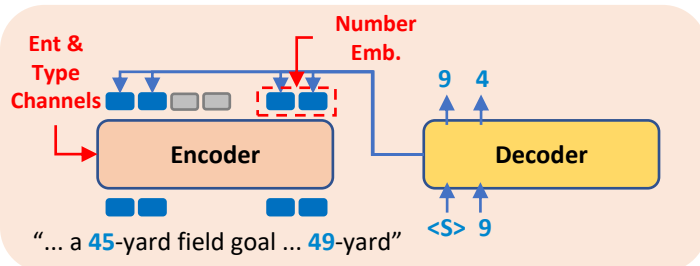 Ent &
Type
Channels
Number
Emb.
9 4
Encoder
Decoder
<S> 9
“... a 45-yard field goal ... 49-yard”